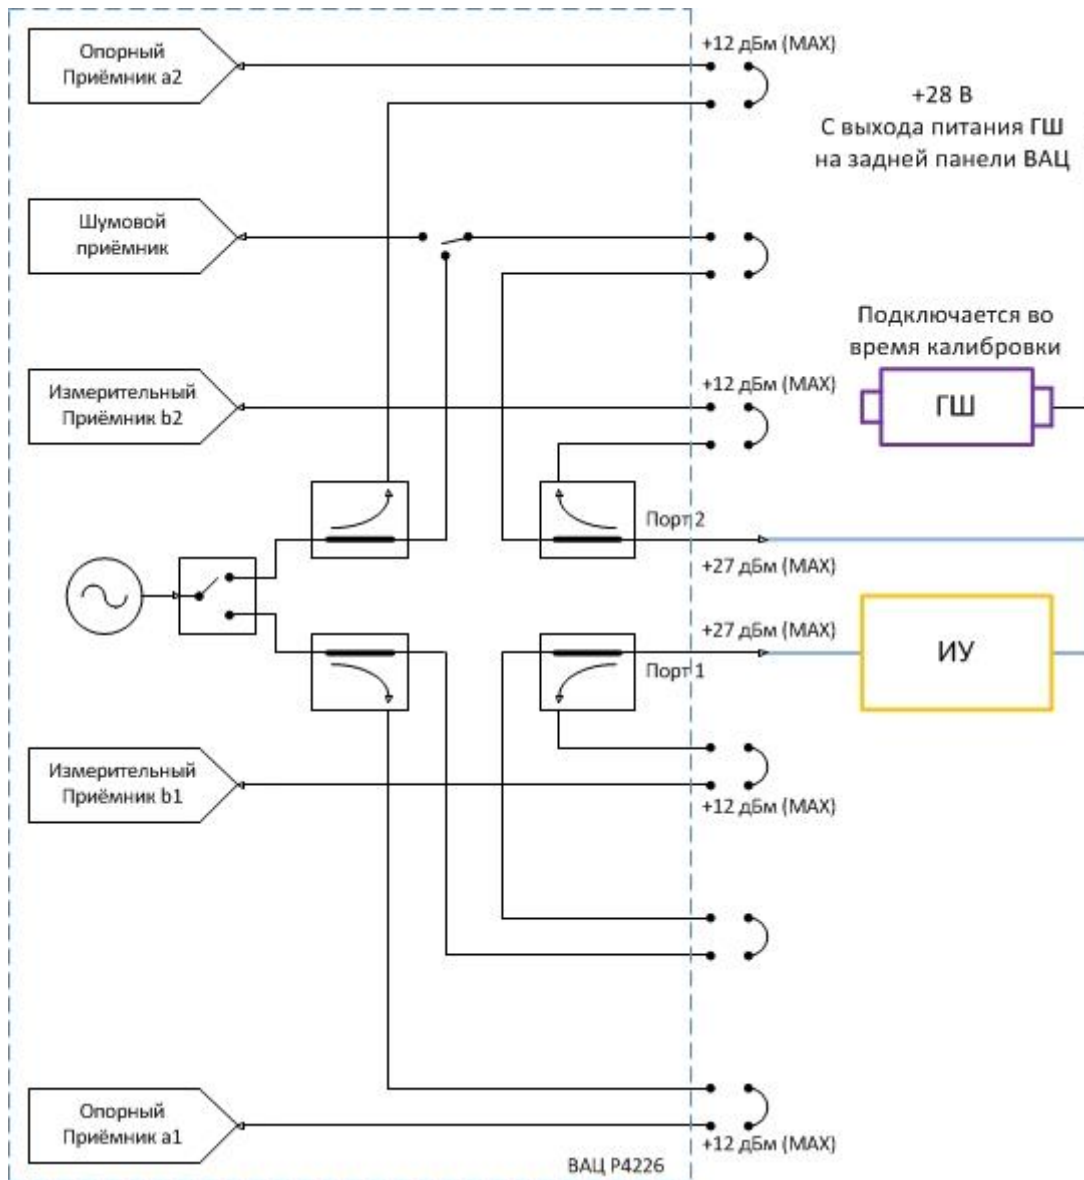 Опорный
Приёмник a2
+12 дБм (MAX)
+28 В
С выхода питания ГШ
на задней панели ВАЦ
Шумовой
приёмник
Подключается во
время калибровки
Измерительный
Приёмник b2
+12 дБм (MAX)
ГШ
Порт 2
+27 дБм (MAX)
+27 дБм (MAX)
ИУ
Порт 1
Измерительный
Приёмник b1
+12 дБм (MAX)
Опорный
Приёмник a1
+12 дБм (MAX)
ВАЦ Р4226